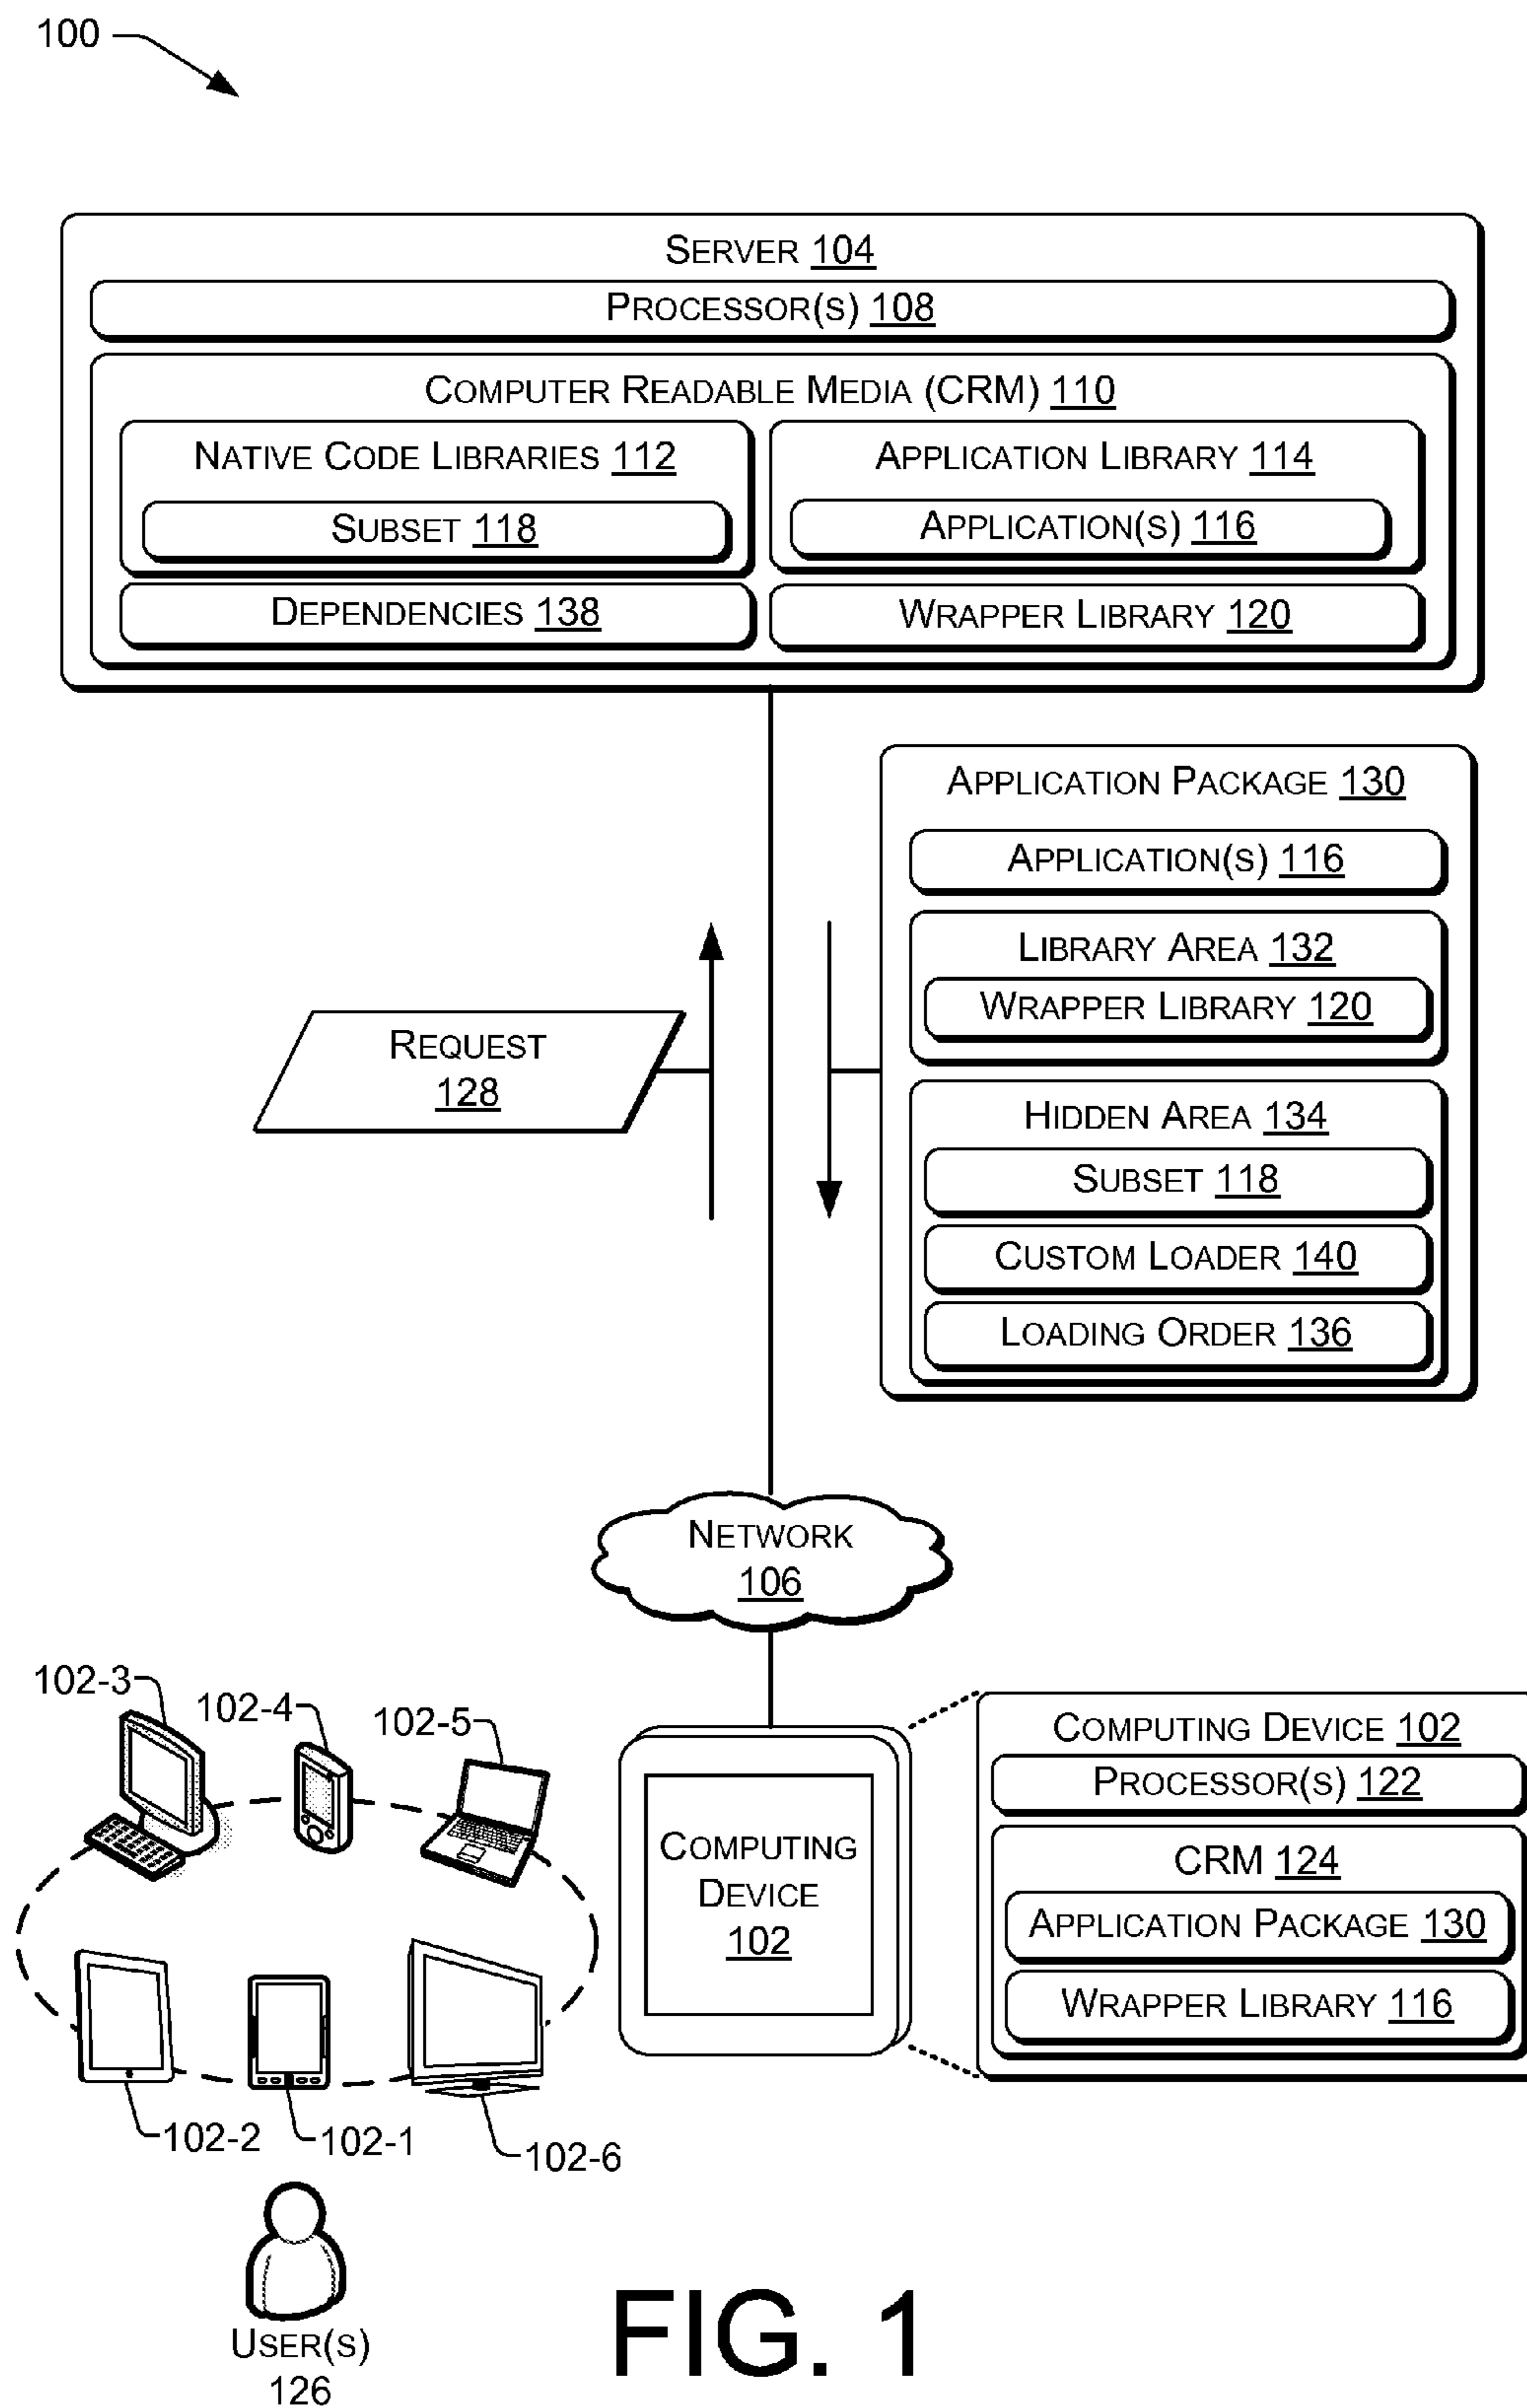 100
SERVER 104
PROCESSOR(S) 108
COMPUTER READABLE MEDIA (CRM) 110
NATIVE CODE LIBRARIES 112
SUBSET 118
APPLICATION LIBRARY 114
APPLICATION(S) 116
DEPENDENCIES 138
WRAPPER LIBRARY 120
APPLICATION PACKAGE 130
APPLICATION(S) 116
LIBRARY AREA 132
WRAPPER LIBRARY 120
HIDDEN AREA 134
SUBSET 118
CUSTOM LOADER 140
LOADING ORDER 136
REQUEST
128
NETWORK
106
102-3
102-4
102-5
102-2
102-1
102-6
COMPUTING
DEVICE
102
COMPUTING DEVICE 102
PROCESSOR(S) 122
CRM 124
APPLICATION PACKAGE 130
WRAPPER LIBRARY 116
USER(S)
126
FIG. 1